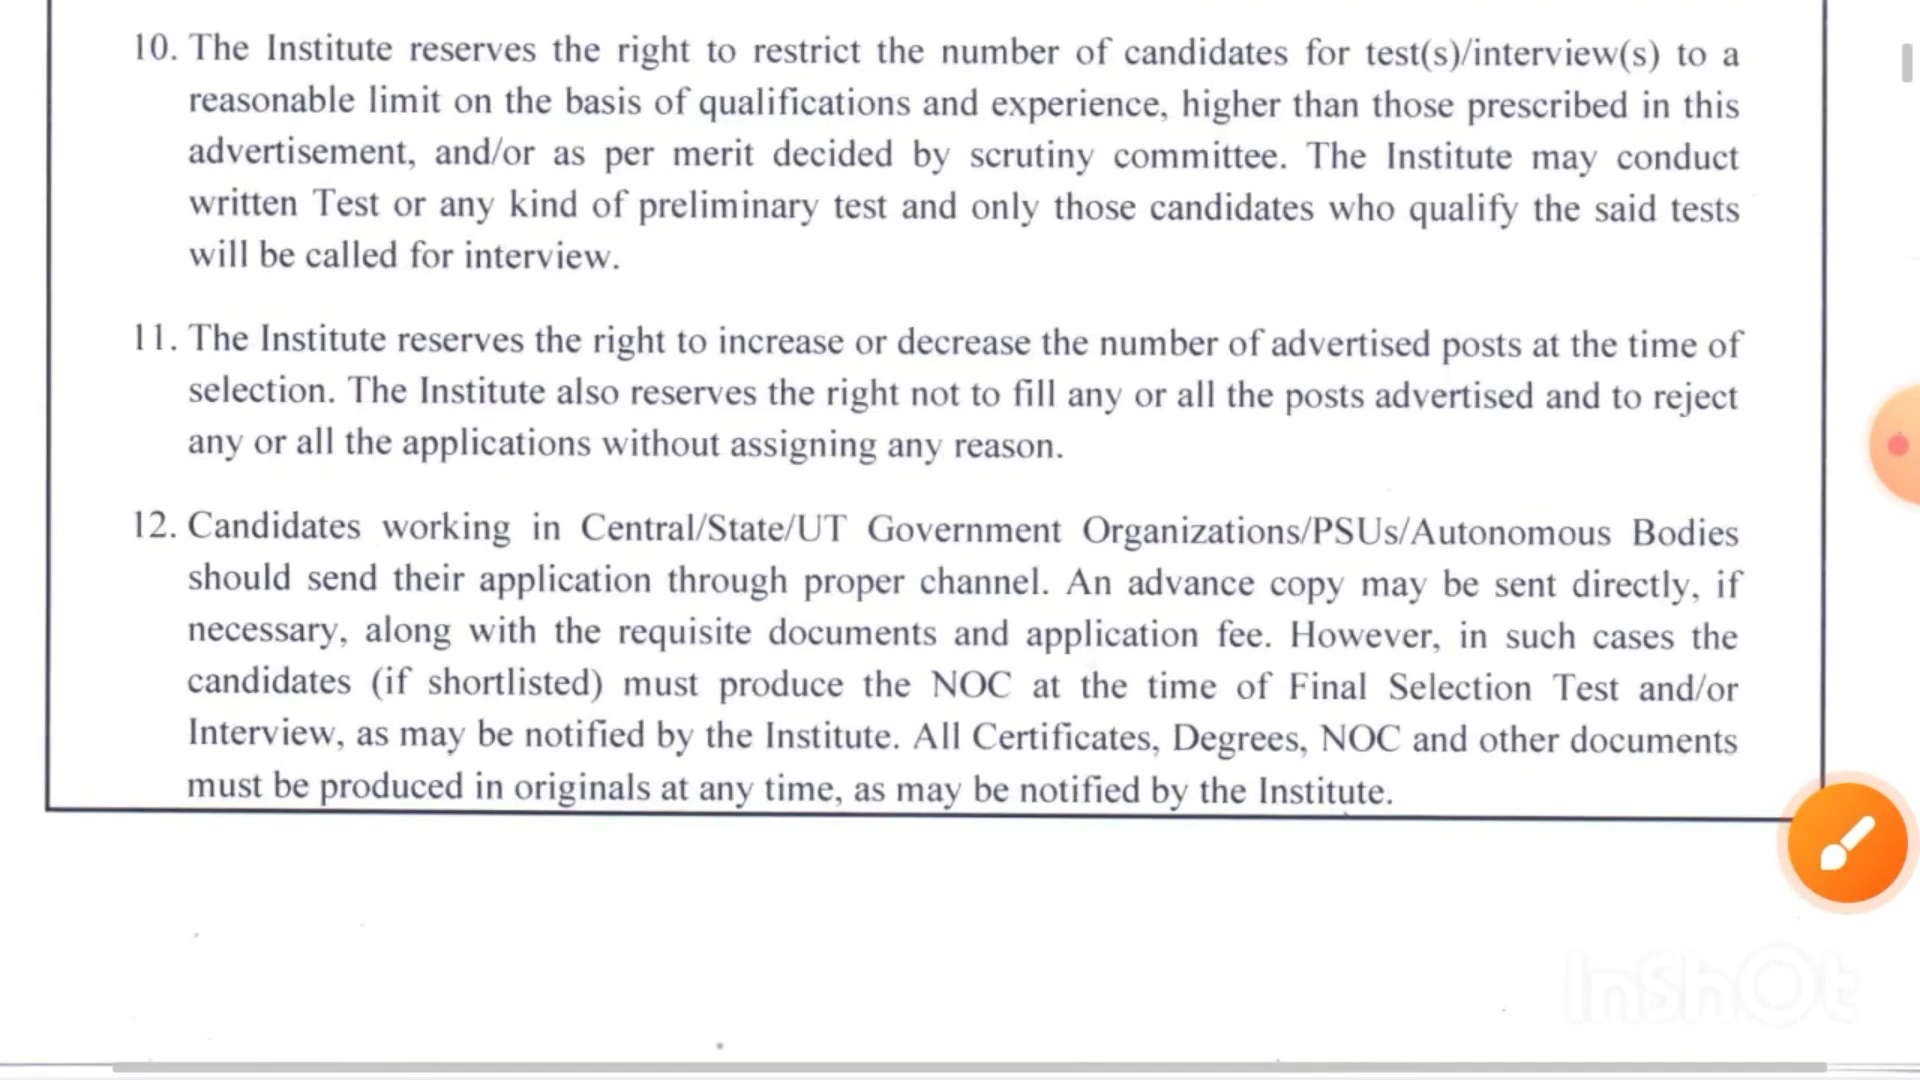 10. The Institute reserves the right to restrict the number of candidates for test(s)/interview(s) to a
reasonable limit on the basis of qualifications and experience, higher than those prescribed in this
advertisement, and/or as per merit decided by scrutiny committee. The Institute may conduct
written Test or any kind of preliminary test and only those candidates who qualify the said tests
will be called for interview.
11. The Institute reserves the right to increase or decrease the number of advertised posts at the time of
selection. The Institute also reserves the right not to fill any or all the posts advertised and to reject
any or all the applications without assigning any reason.
12. Candidates working in Central/State/UT Government Organizations/PSUs/Autonomous Bodies
should send their application through proper channel. An advance copy may be sent directly, if
necessary, along with the requisite documents and application fee. However, in such cases the
candidates (if shortlisted) must produce the NOC at the time of Final Selection Test and/or
Interview, as may be notified by the Institute. All Certificates, Degrees, NOC and other documents
must be produced in originals at any time, as may be notified by the Institute.
InShOt